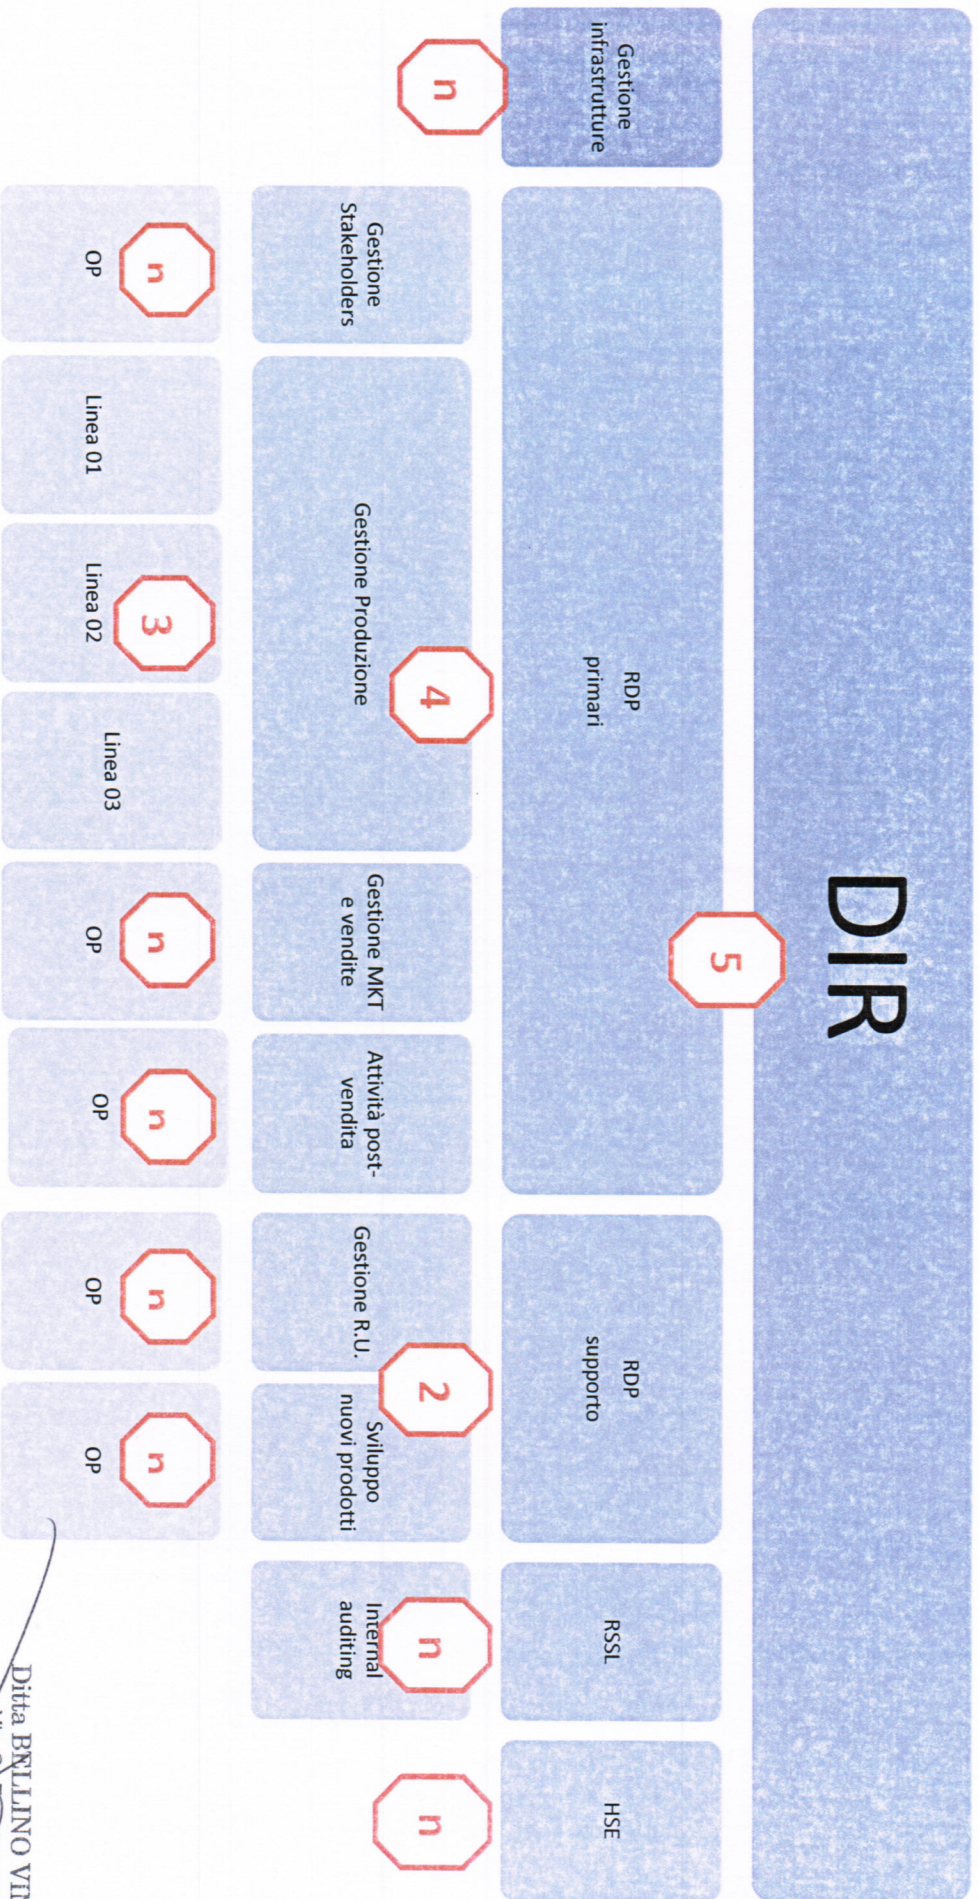 DIR
5
Gestione
infrastrutture
RDP
primari
RDP
supporto
RSSL
HSE
n
4
2
n
n
Gestione
Stakeholders
Gestione Produzione
Gestione MKT
e vendite
Attività post-
vendita
Gestione R.U.
Sviluppo
nuovi prodotti
Internal
auditing
n
3
n
n
n
n
OP
Linea 01
Linea 02
Linea 03
OP
OP
OP
OP
Ditta BELLINO